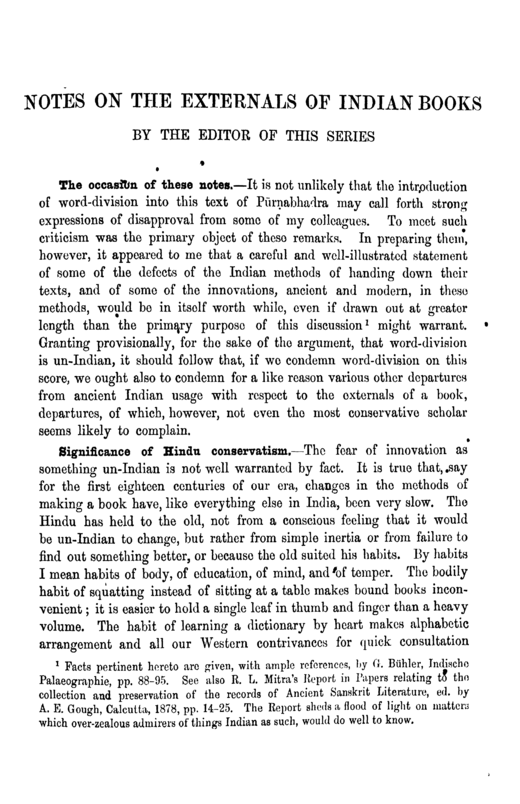 NOTES ON THE EXTERNALS OF INDIAN BOOKS
BY THE EDITOR OF THIS SERIES
The occasion of these notes.—It is not unlikely that the introduction
of word-division into this text of Pūrṇabhadra may call forth strong
expressions of disapproval from some of my colleagues. To meet such
criticism was the primary object of these remarks. In preparing them,
however, it appeared to me that a careful and well-illustrated statement
of some of the defects of the Indian methods of handing down their
texts, and of some of the innovations, ancient and modern, in these
methods, would be in itself worth while, even if drawn out at greater
length than the primary purpose of this discussion¹ might warrant.
Granting provisionally, for the sake of the argument, that word-division
is un-Indian, it should follow that, if we condemn word-division on this
score, we ought also to condemn for a like reason various other departures
from ancient Indian usage with respect to the externals of a book,
departures, of which, however, not even the most conservative scholar
seems likely to complain.
Significance of Hindu conservatism.—The fear of innovation as
something un-Indian is not well warranted by fact. It is true that, say
for the first eighteen centuries of our era, changes in the methods of
making a book have, like everything else in India, been very slow. The
Hindu has held to the old, not from a conscious feeling that it would
be un-Indian to change, but rather from simple inertia or from failure to
find out something better, or because the old suited his habits. By habits
I mean habits of body, of education, of mind, and of temper. The bodily
habit of squatting instead of sitting at a table makes bound books incon-
venient; it is easier to hold a single leaf in thumb and finger than a heavy
volume. The habit of learning a dictionary by heart makes alphabetic
arrangement and all our Western contrivances for quick consultation
¹ Facts pertinent hereto are given, with ample references, by G. Bühler, Indische
Palaeographie, pp. 88-95. See also R. L. Mitra's Report in Papers relating to the
collection and preservation of the records of Ancient Sanskrit Literature, ed. by
A. E. Gough, Calcutta, 1878, pp. 14-25. The Report sheds a flood of light on matters
which over-zealous admirers of things Indian as such, would do well to know.